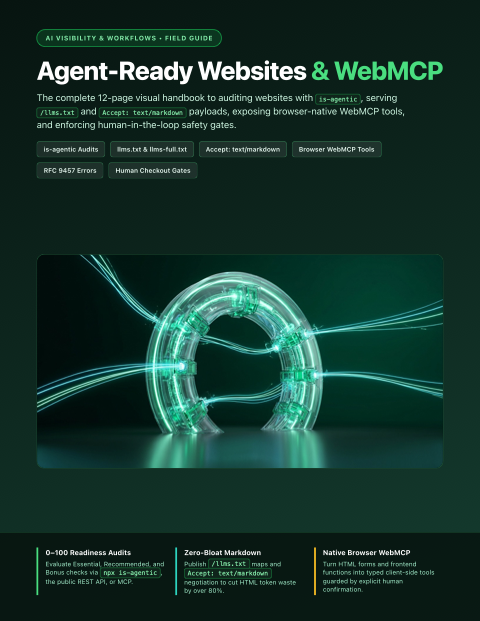 AI VISIBILITY & WORKFLOWS • FIELD GUIDE
Agent-Ready Websites & WebMCP
The complete 12-page visual handbook to auditing websites with is-agentic, serving
/llms.txt and Accept: text/markdown payloads, exposing browser-native WebMCP tools,
and enforcing human-in-the-loop safety gates.
is-agentic Audits
llms.txt & llms-full.txt
Accept: text/markdown
Browser WebMCP Tools
RFC 9457 Errors
Human Checkout Gates
0–100 Readiness Audits
Evaluate Essential, Recommended, and
Bonus checks via npx is-agentic,
the public REST API, or MCP.
Zero-Bloat Markdown
Publish /llms.txt maps and
Accept: text/markdown
negotiation to cut HTML token waste
by over 80%.
Native Browser WebMCP
Turn HTML forms and frontend
functions into typed client-side tools
guarded by explicit human
confirmation.